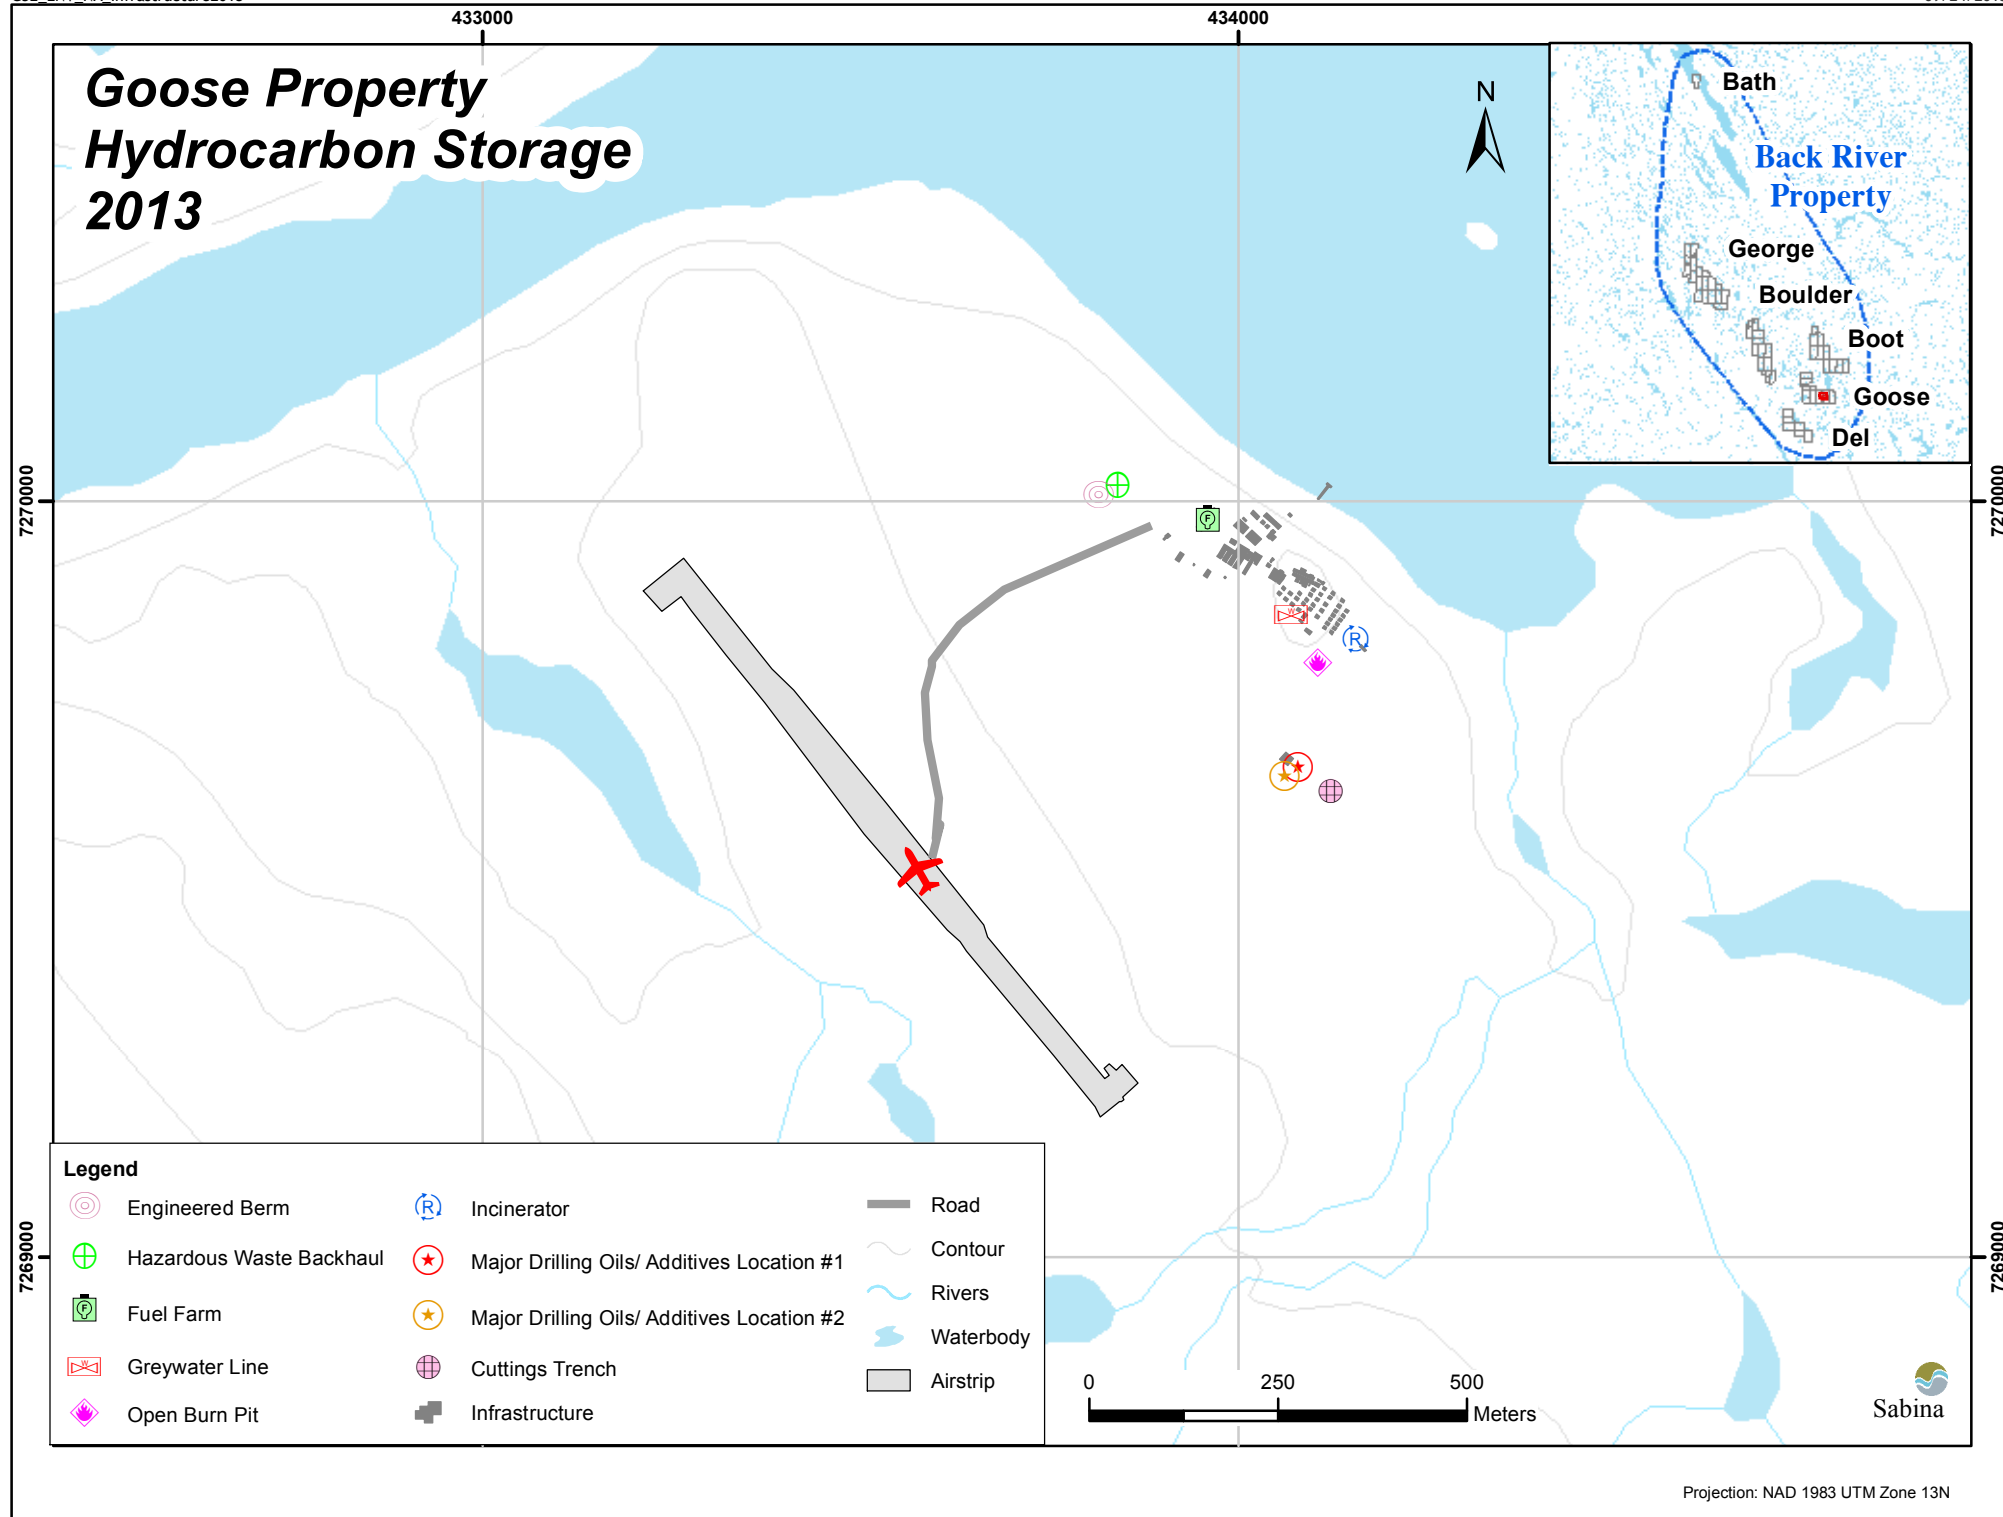 433000
434000
Goose Property
Hydrocarbon Storage
2013
N
Bath
Back River
Property
George
Boulder
Boot
Goose
Del
7270000
7270000
F
W
R
Legend
Engineered Berm
Hazardous Waste Backhaul
F
Fuel Farm
W
Greywater Line
Open Burn Pit
R
Incinerator
Major Drilling Oils/ Additives Location #1
Major Drilling Oils/ Additives Location #2
Cuttings Trench
Infrastructure
Road
Contour
Rivers
Waterbody
Airstrip
7269000
7269000
0 250 500
Meters
Sabina
Projection: NAD 1983 UTM Zone 13N